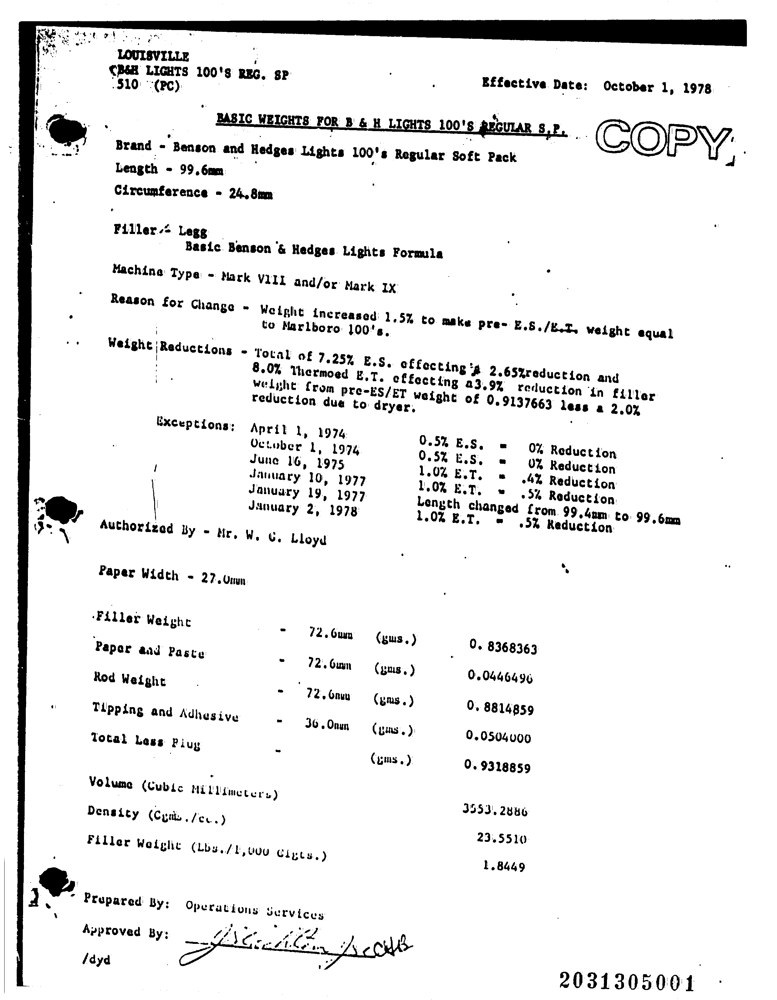 LOUISVILLE
CB&H LIGHTS 100'S REG. SP
510 (PC)
Effective Date: October 1, 1978
BASIC WEIGHTS FOR B & H LIGHTS 100'S REGULAR S.P.
COPY
Brand - Benson and Hedges Lights 100's Regular Soft Pack
Length - 99.6mm
Circumference - 24.8mm
Filler - Legg
Basic Benson & Hedges Lights Formula
Machine Type - Mark VIII and/or Mark IX
Reason for Change - Weight increased 1.5% to make pre- E.S./E.T. weight equal
to Marlboro 100's.
Weight Reductions - Total of 7.25% E.S. effecting a 2.65% reduction and
8.0% Thermoed E.T. effecting a 3.9% reduction in filler
weight from pre-ES/ET weight of 0.9137663 less a 2.0%
reduction due to dryer.
Exceptions: April 1, 1974 0.5% E.S. = 0% Reduction
October 1, 1974 0.5% E.S. = 0% Reduction
June 16, 1975 1.0% E.T. = .4% Reduction
January 10, 1977 1.0% E.T. = .5% Reduction
January 19, 1977 Length changed from 99.4mm to 99.6mm
January 2, 1978 1.0% E.T. = .5% Reduction
Authorized By - Mr. W. G. Lloyd
Paper Width - 27.0mm
Filler Weight - 72.6mm (gms.) 0.8368363
Paper and Paste - 72.6mm (gms.) 0.0446496
Rod Weight - 72.6mm (gms.) 0.8814859
Tipping and Adhesive - 36.0mm (gms.) 0.0504000
Total Less Plug - (gms.) 0.9318859
Volume (Cubic Millimeters) 3553.2886
Density (Cgms./cc.) 23.5510
Filler Weight (Lbs./1,000 Cigts.) 1.8449
Prepared By: Operations Services
Approved By:
/dyd
2031305001